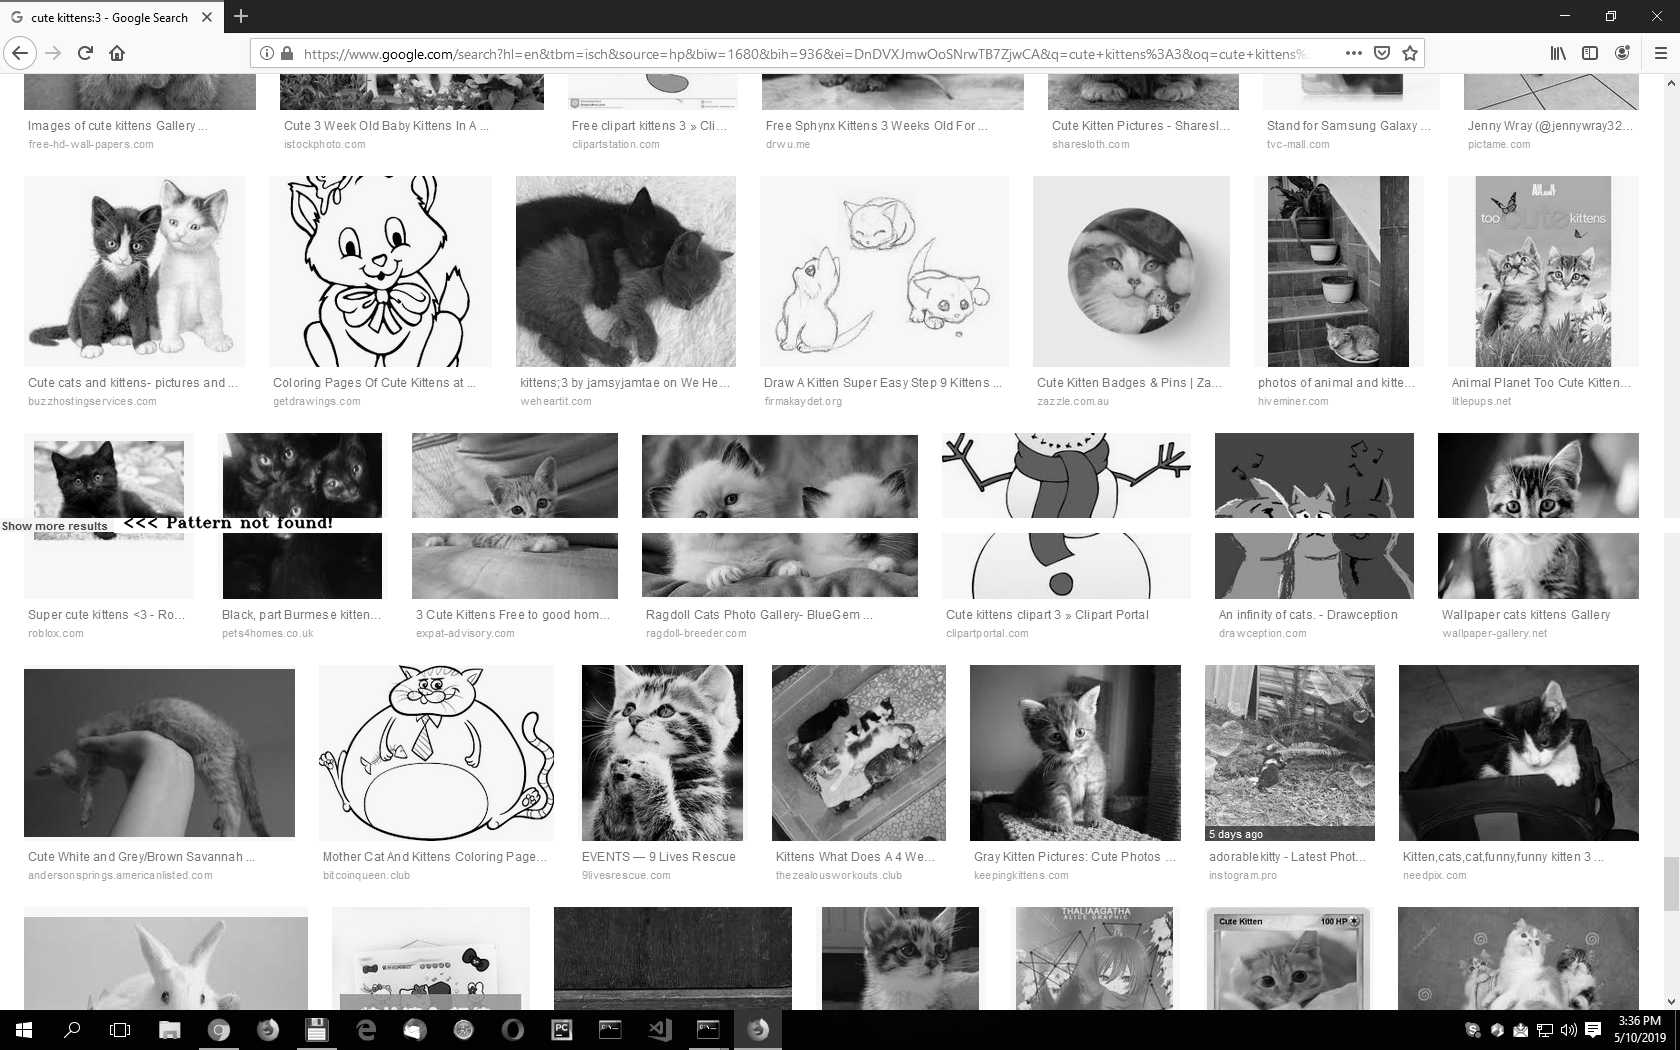 cute kittens:3 - Google Search
https://www.google.com/search?hl=en&tbm=isch&source=hp&biw=1680&bih=936&ei=DnDVXJmwOoSNrwTB7ZjwCA&q=cute+kittens%3A3&oq=cute+kittens%
Images of cute kittens Gallery ...
free-hd-wall-papers.com
Cute 3 Week Old Baby Kittens In A ...
istockphoto.com
Free clipart kittens 3 » Cli...
clipartstation.com
Free Sphynx Kittens 3 Weeks Old For ...
drwu.me
Cute Kitten Pictures - Sharesl...
sharesloth.com
Stand for Samsung Galaxy ...
tvc-mall.com
Jenny Wray (@jennywray32...
pictame.com
too cute kittens
Cute cats and kittens- pictures and ...
buzzhostingservices.com
Coloring Pages Of Cute Kittens at ...
getdrawings.com
kittens;3 by jamsyjamtae on We He...
weheartit.com
Draw A Kitten Super Easy Step 9 Kittens ...
firmakaydet.org
Cute Kitten Badges & Pins | Za...
zazzle.com.au
photos of animal and kitte...
hiveminer.com
Animal Planet Too Cute Kitten...
litlepups.net
Show more results <<< Pattern not found!
Super cute kittens <3 - Ro...
roblox.com
Black, part Burmese kitten...
pets4homes.co.uk
3 Cute Kittens Free to good hom...
expat-advisory.com
Ragdoll Cats Photo Gallery- BlueGem ...
ragdoll-breeder.com
Cute kittens clipart 3 » Clipart Portal
clipartportal.com
An infinity of cats. - Drawception
drawception.com
Wallpaper cats kittens Gallery
wallpaper-gallery.net
5 days ago
Cute White and Grey/Brown Savannah ...
andersonsprings.americanlisted.com
Mother Cat And Kittens Coloring Page...
bitcoinqueen.club
EVENTS — 9 Lives Rescue
9livesrescue.com
Kittens What Does A 4 We...
thezealousworkouts.club
Gray Kitten Pictures: Cute Photos ...
keepingkittens.com
adorablekitty - Latest Phot...
instogram.pro
Kitten,cats,cat,funny,funny kitten 3 ...
needpix.com
THALIAAGATHA
ALICE GRAPHIC
Cute Kitten 100 HP
3:36 PM
5/10/2019